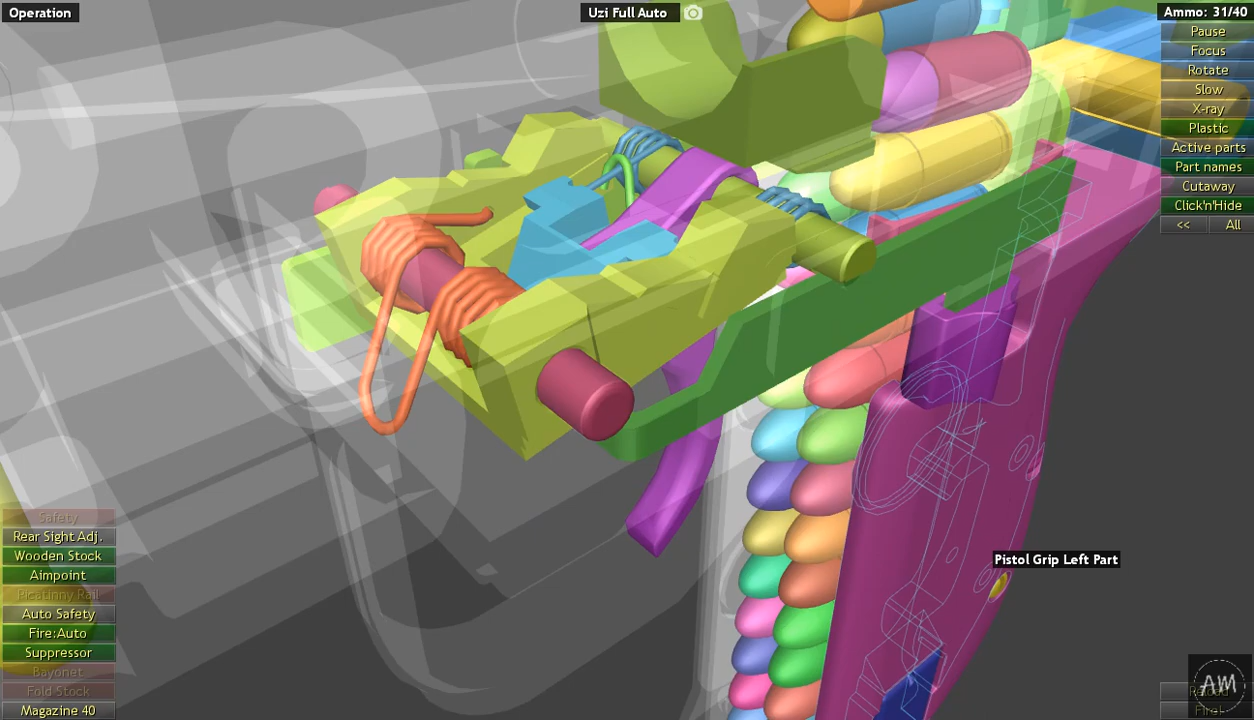 Operation
Uzi Full Auto
Ammo: 31/40
Pause
Focus
Rotate
Slow
X-ray
Plastic
Active parts
Part names
Cutaway
Click'n'Hide
<< All
Pistol Grip Left Part
Safety
Rear Sight Adj.
Wooden Stock
Aimpoint
Picatinny Rail
Auto Safety
Fire:Auto
Suppressor
Bayonet
Fold Stock
Magazine 40
AW
Reload
Fire!